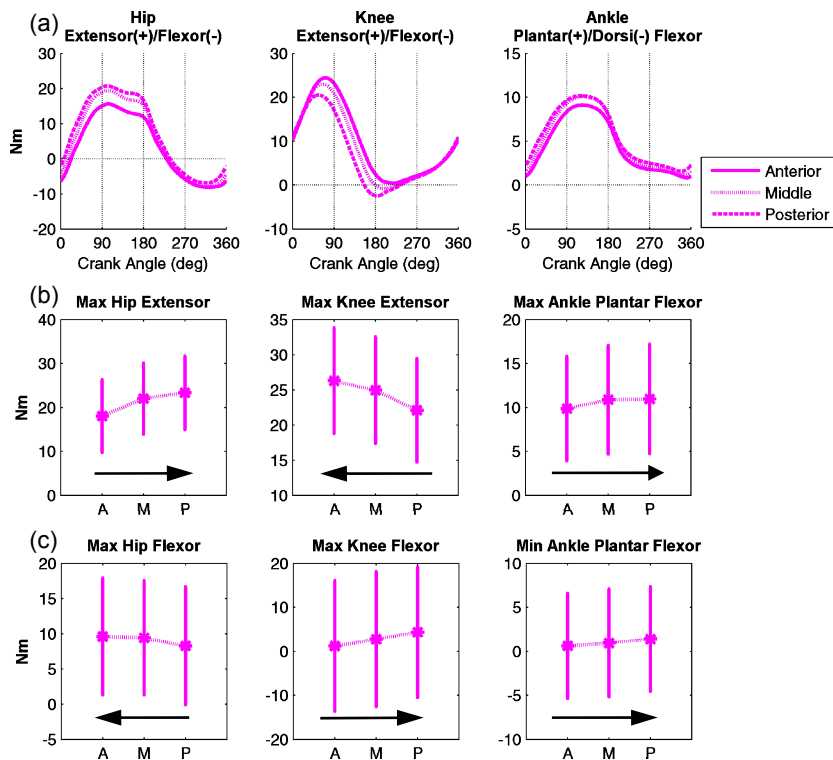 (a)
Hip
Extensor(+)/Flexor(-)
Knee
Extensor(+)/Flexor(-)
Ankle
Plantar(+)/Dorsi(-) Flexor
Nm
30
20
10
0
-10
-20
0 90 180 270 360
Crank Angle (deg)
30
20
10
0
-10
0 90 180 270 360
Crank Angle (deg)
15
10
5
0
-5
0 90 180 270 360
Crank Angle (deg)
Anterior
Middle
Posterior
(b)
Max Hip Extensor
Max Knee Extensor
Max Ankle Plantar Flexor
Nm
40
30
20
10
0
A M P
35
30
25
20
15
10
A M P
20
15
10
5
0
A M P
(c)
Max Hip Flexor
Max Knee Flexor
Min Ankle Plantar Flexor
Nm
20
15
10
5
0
-5
A M P
20
10
0
-10
-20
A M P
10
5
0
-5
-10
A M P